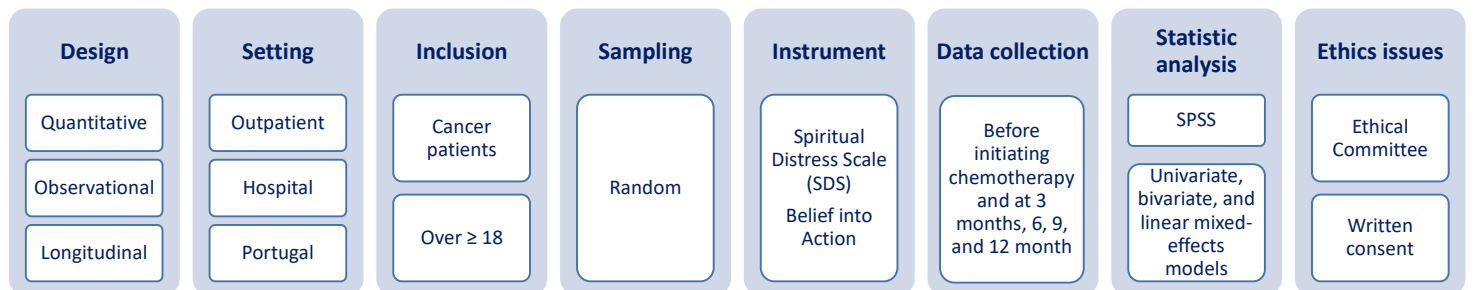 Design
Quantitative
Observational
Longitudinal
Setting
Outpatient
Hospital
Portugal
Inclusion
Cancer
patients
Over ≥ 18
Sampling
Random
Instrument
Spiritual
Distress Scale
(SDS)
Belief into
Action
Data collection
Before
initiating
chemotherapy
and at 3
months, 6, 9,
and 12 month
Statistic
analysis
SPSS
Univariate,
bivariate, and
linear mixed-
effects
models
Ethics issues
Ethical
Committee
Written
consent